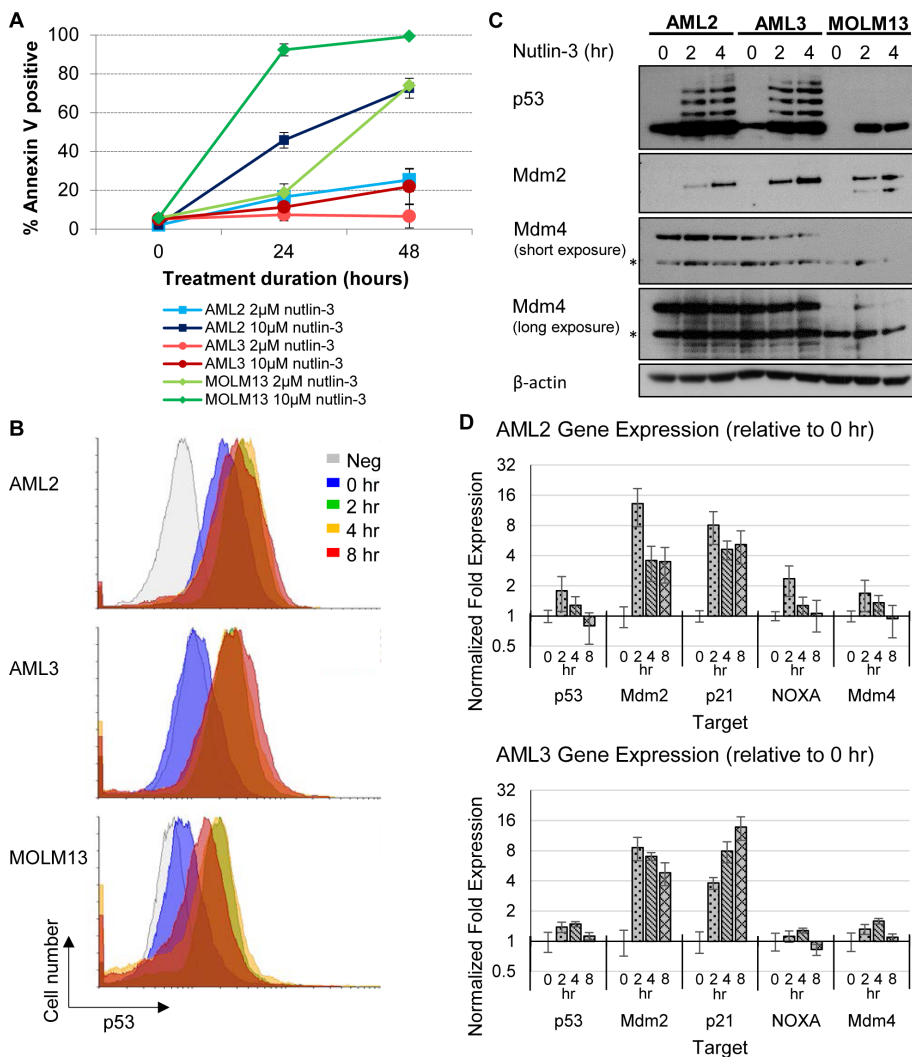 A
% Annexin V positive
100
80
60
40
20
0
0 24 48
Treatment duration (hours)
AML2 2µM nutlin-3
AML2 10µM nutlin-3
AML3 2µM nutlin-3
AML3 10µM nutlin-3
MOLM13 2µM nutlin-3
MOLM13 10µM nutlin-3
B
AML2
Neg
0 hr
2 hr
4 hr
8 hr
AML3
MOLM13
Cell number
p53
C
AML2 AML3 MOLM13
Nutlin-3 (hr) 0 2 4 0 2 4 0 2 4
p53
Mdm2
Mdm4
(short exposure)
*
Mdm4
(long exposure)
*
β-actin
D
AML2 Gene Expression (relative to 0 hr)
Normalized Fold Expression
32
16
8
4
2
1
0.5
0 2 4 8 0 2 4 8 0 2 4 8 0 2 4 8 0 2 4 8
hr hr hr hr hr
p53 Mdm2 p21 NOXA Mdm4
Target
AML3 Gene Expression (relative to 0 hr)
Normalized Fold Expression
32
16
8
4
2
1
0.5
0 2 4 8 0 2 4 8 0 2 4 8 0 2 4 8 0 2 4 8
hr hr hr hr hr
p53 Mdm2 p21 NOXA Mdm4
Target